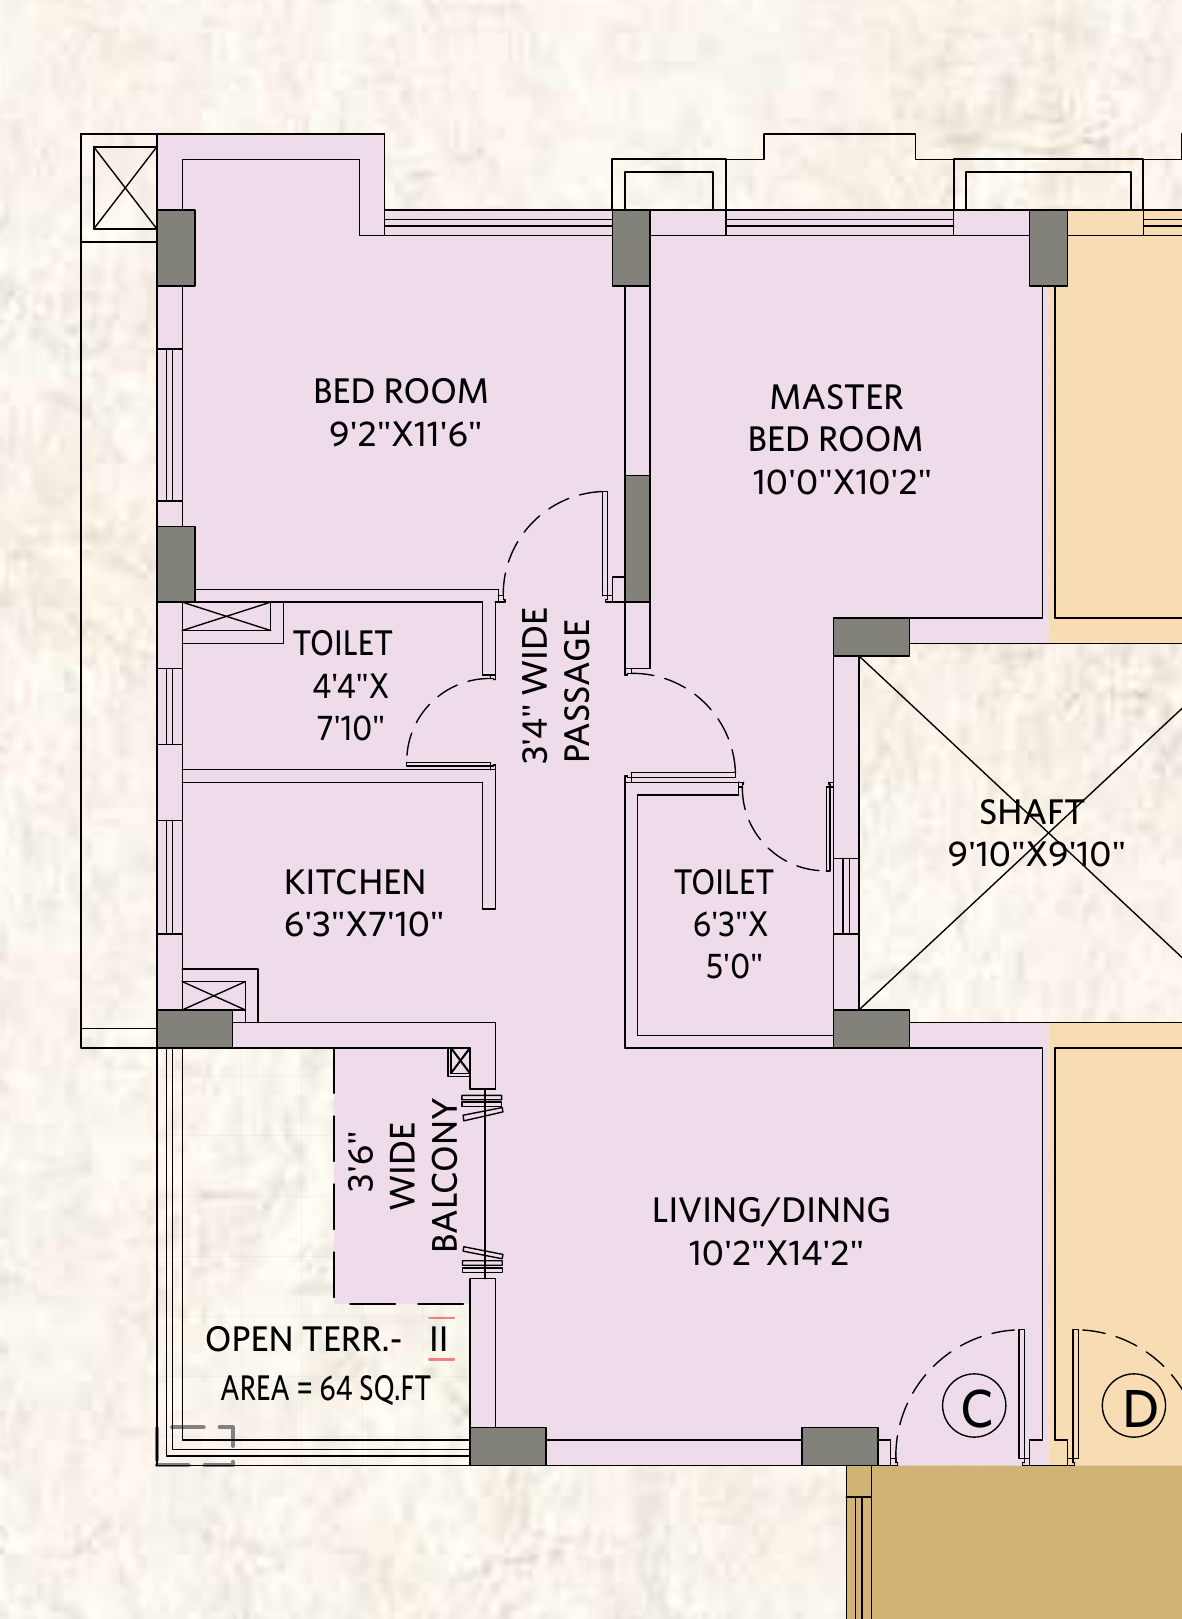 BED ROOM
9'2"X11'6"
MASTER
BED ROOM
10'0"X10'2"
TOILET
4'4"X
7'10"
3'4" WIDE
PASSAGE
SHAFT
9'10"X9'10"
KITCHEN
6'3"X7'10"
TOILET
6'3"X
5'0"
3'6"
WIDE
BALCONY
LIVING/DINNG
10'2"X14'2"
OPEN TERR.- II
AREA = 64 SQ.FT
C
D